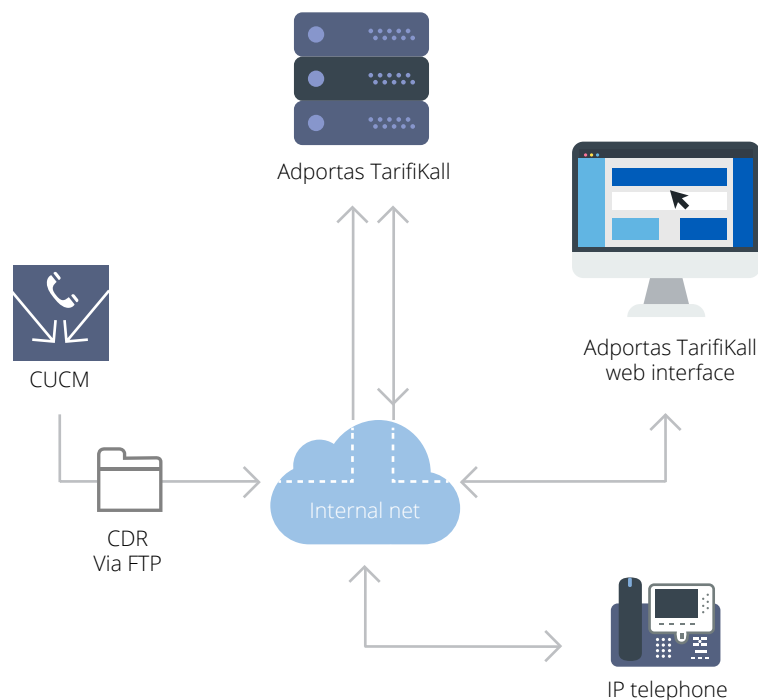 Adportas TarifiKall
Adportas TarifiKall
web interface
CUCM
Internal net
CDR
Via FTP
IP telephone